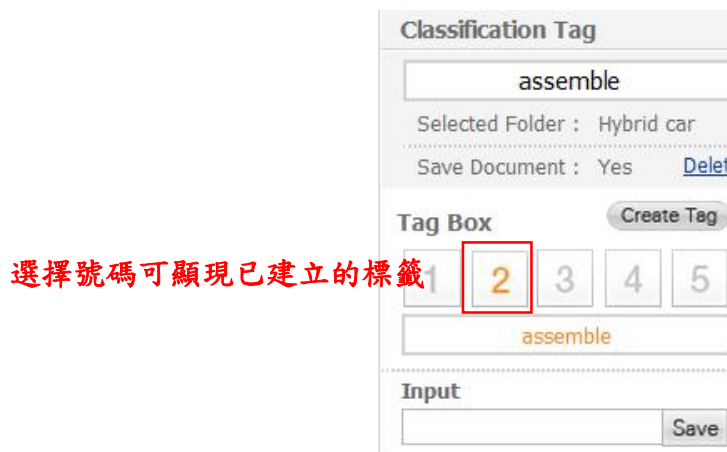 Classification Tag
assemble
Selected Folder : Hybrid car
Save Document : Yes Delet
Tag Box Create Tag
選擇號碼可顯現已建立的標籤
1 2 3 4 5
assemble
Input
Save